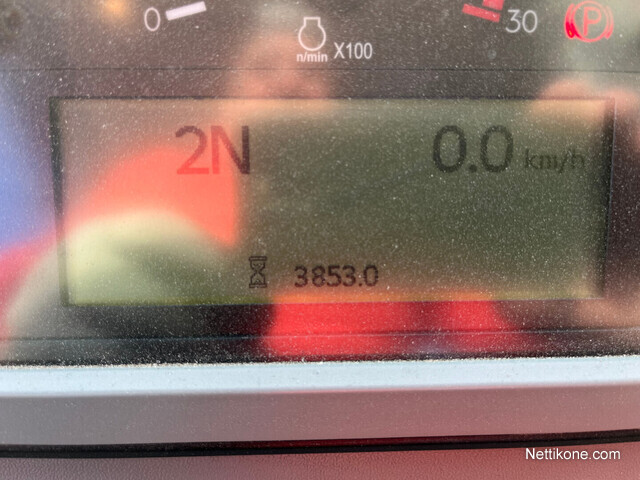 0 30
n/min X100
P
2N 0.0 km/h
3853.0
Nettikone.com